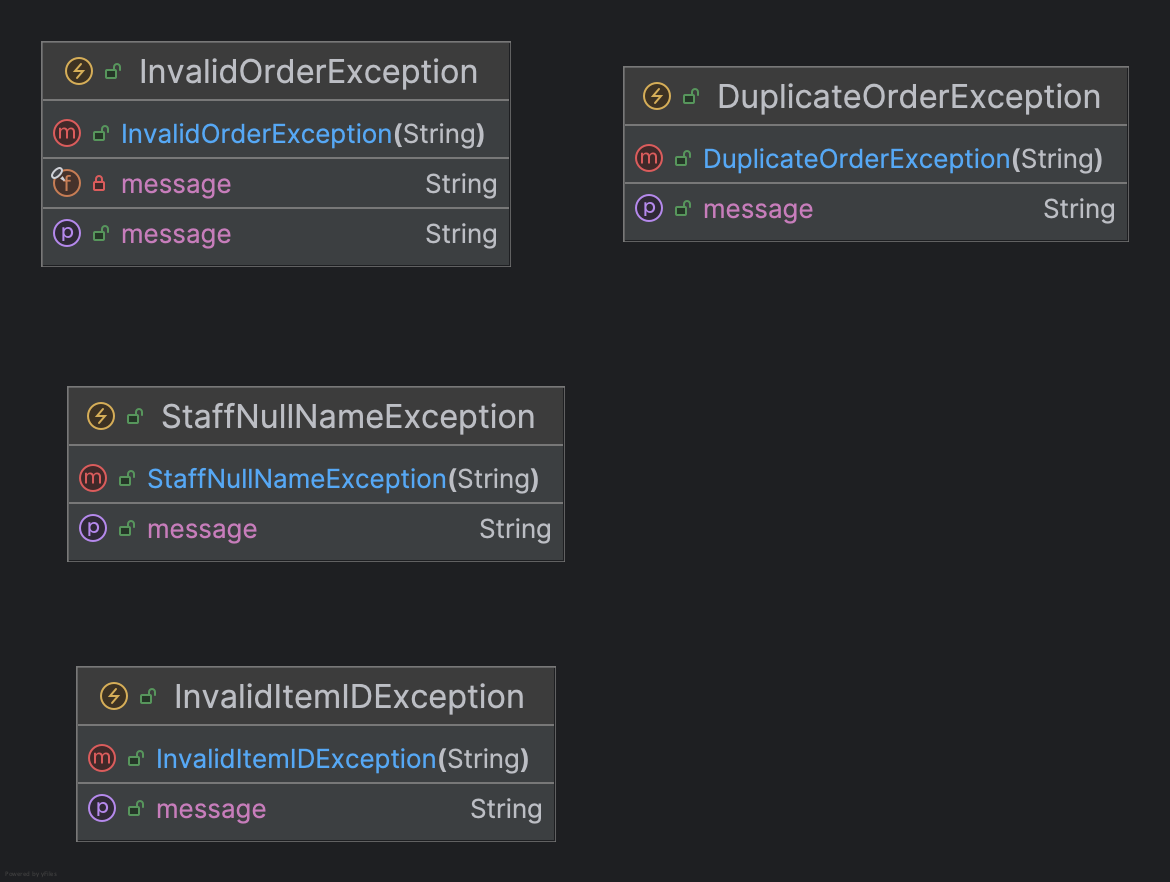 InvalidOrderException
m InvalidOrderException(String)
f message String
p message String
DuplicateOrderException
m DuplicateOrderException(String)
p message String
StaffNullNameException
m StaffNullNameException(String)
p message String
InvalidItemIDException
m InvalidItemIDException(String)
p message String
Powered by yFiles